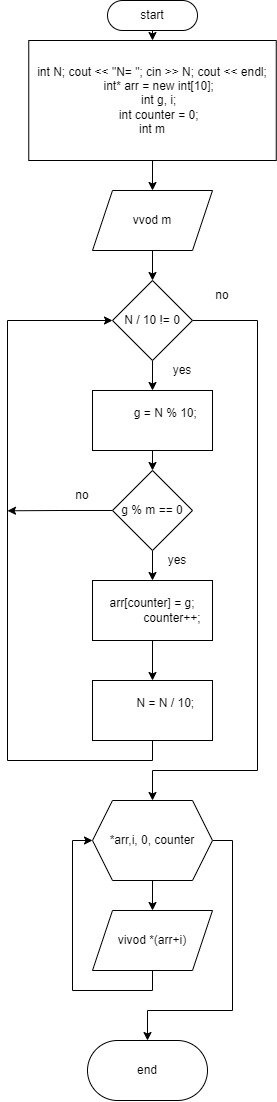 start
int N; cout << "N= "; cin >> N; cout << endl;
int* arr = new int[10];
int g, i;
int counter = 0;
int m
vvod m
N / 10 != 0
no
yes
g = N % 10;
g % m == 0
no
yes
arr[counter] = g;
counter++;
N = N / 10;
*arr,i, 0, counter
vivod *(arr+i)
end